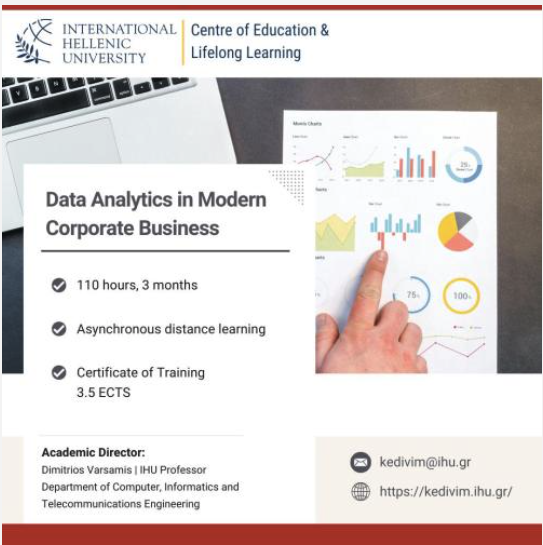 INTERNATIONAL
HELLENIC
UNIVERSITY
Centre of Education &
Lifelong Learning
Data Analytics in Modern
Corporate Business
110 hours, 3 months
Asynchronous distance learning
Certificate of Training
3.5 ECTS
Academic Director:
Dimitrios Varsamis | IHU Professor
Department of Computer, Informatics and
Telecommunications Engineering
kedivim@ihu.gr
https://kedivim.ihu.gr/
75%
100%